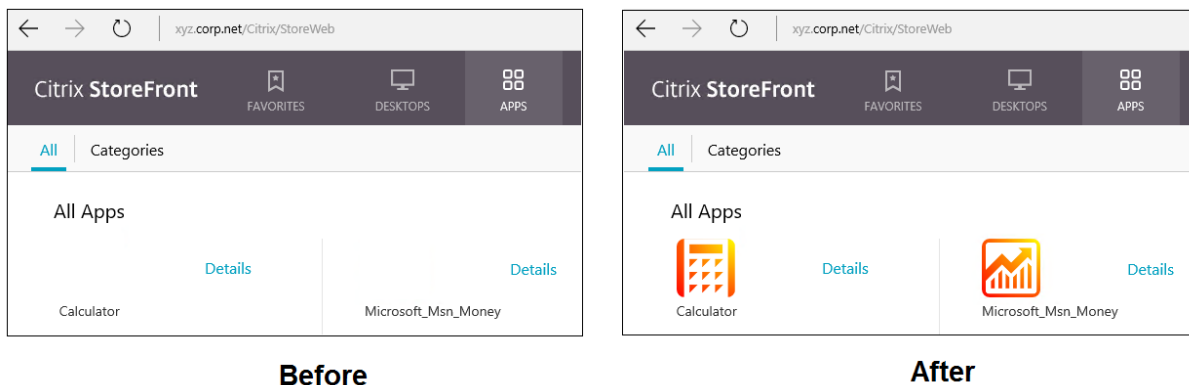 xyz.corp.net/Citrix/StoreWeb
Citrix StoreFront
FAVORITES
DESKTOPS
APPS
All
Categories
All Apps
Details
Details
Calculator
Microsoft_Msn_Money
Before
xyz.corp.net/Citrix/StoreWeb
Citrix StoreFront
FAVORITES
DESKTOPS
APPS
All
Categories
All Apps
Details
Details
Calculator
Microsoft_Msn_Money
After